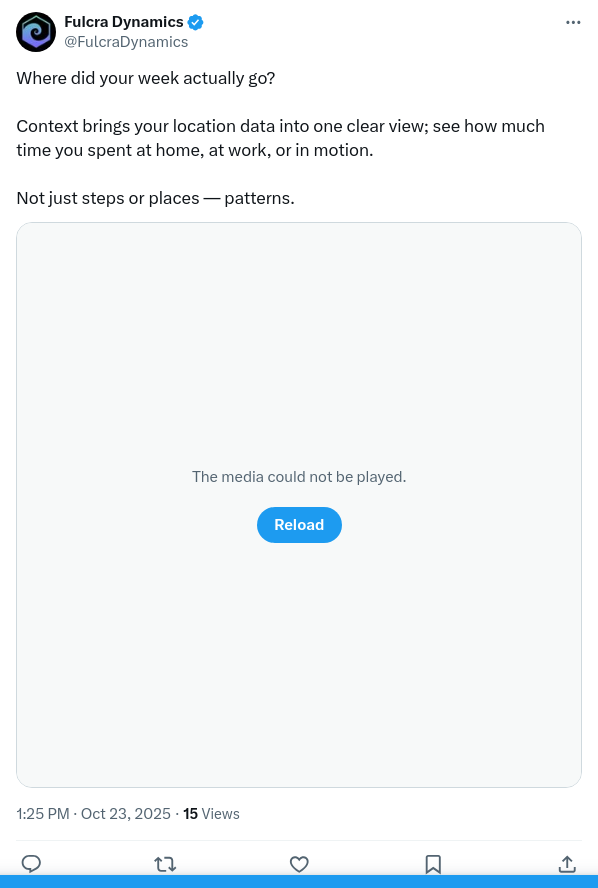 Fulcra Dynamics
@FulcraDynamics
Where did your week actually go?
Context brings your location data into one clear view; see how much
time you spent at home, at work, or in motion.
Not just steps or places — patterns.
The media could not be played.
Reload
1:25 PM · Oct 23, 2025 · 15 Views